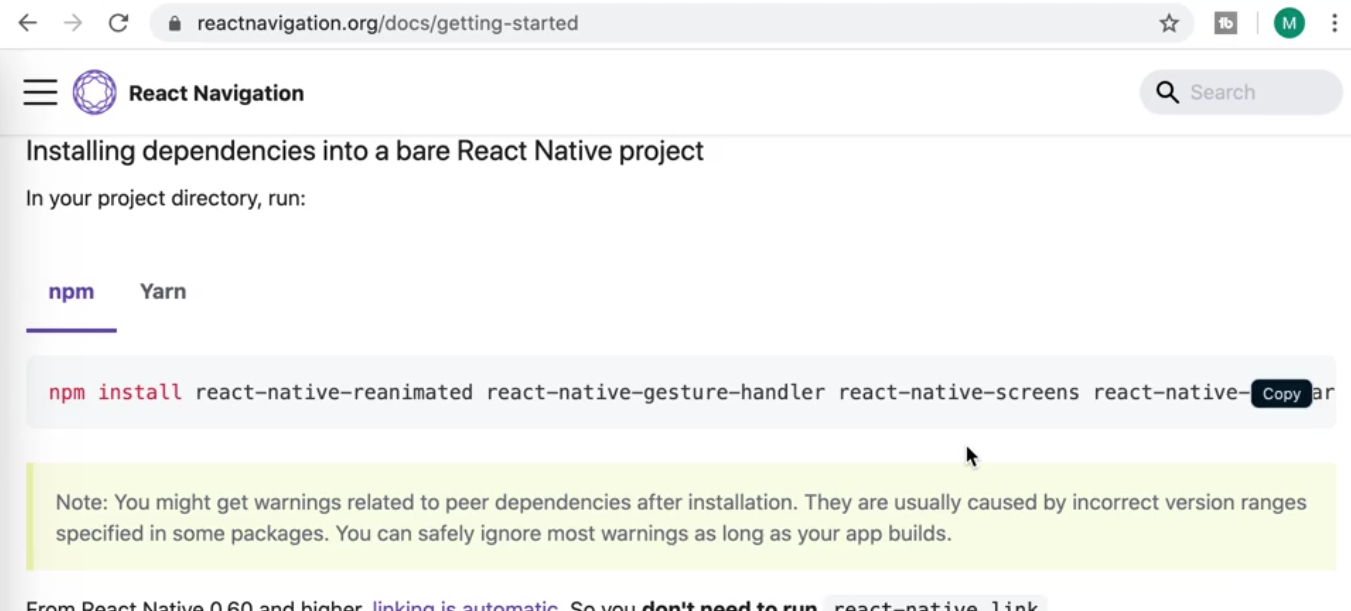 reactnavigation.org/docs/getting-started
M
React Navigation
Search
Installing dependencies into a bare React Native project
In your project directory, run:
npm Yarn
npm install react-native-reanimated react-native-gesture-handler react-native-screens react-native- Copy ar
Note: You might get warnings related to peer dependencies after installation. They are usually caused by incorrect version ranges
specified in some packages. You can safely ignore most warnings as long as your app builds.
From React Native 0.60 and higher, linking is automatic. So you don't need to run react-native link